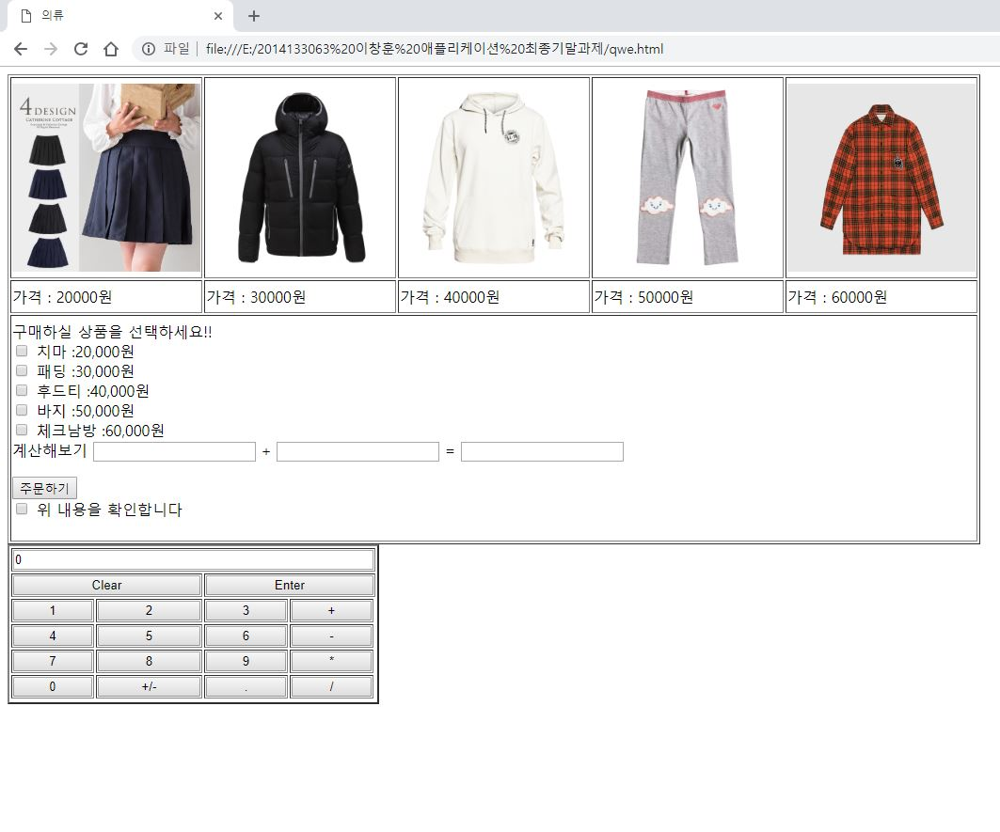 의류
파일 | file:///E:/2014133063%20이창훈%20애플리케이션%20최종기말과제/qwe.html
4 DESIGN
CATHERINE COTTAGE
가격 : 20000원 가격 : 30000원 가격 : 40000원 가격 : 50000원 가격 : 60000원
구매하실 상품을 선택하세요!!
치마 :20,000원
패딩 :30,000원
후드티 :40,000원
바지 :50,000원
체크남방 :60,000원
계산해보기 + =
주문하기
위 내용을 확인합니다
0
Clear Enter
1 2 3 +
4 5 6 -
7 8 9 *
0 +/- . /